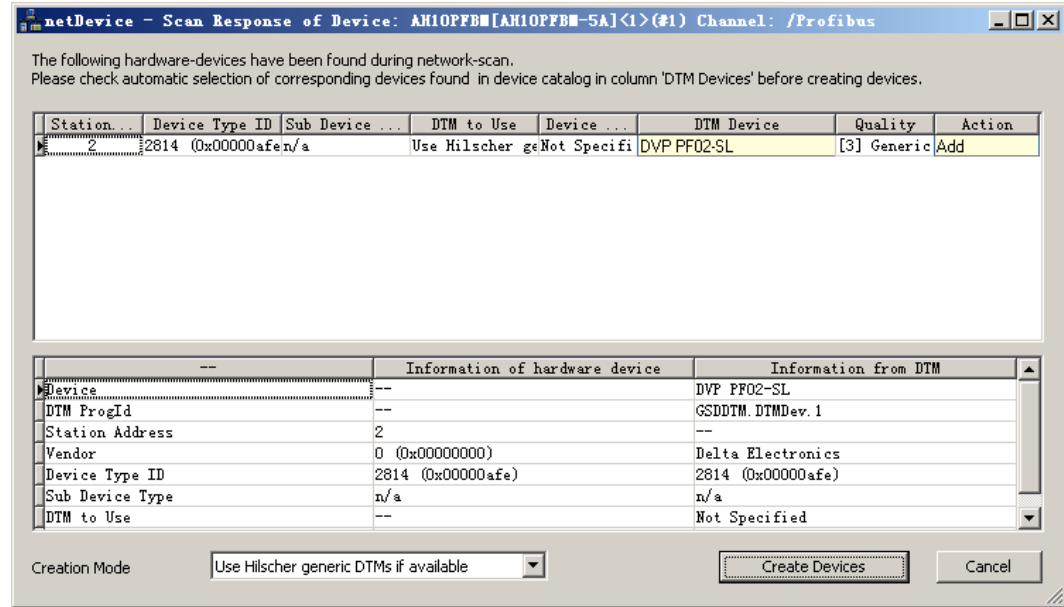 netDevice - Scan Response of Device: AH10PFBM[AH10PFBM-5A]<1>(#1) Channel: /Profibus
The following hardware-devices have been found during network-scan.
Please check automatic selection of corresponding devices found in device catalog in column 'DTM Devices' before creating devices.
Station... Device Type ID Sub Device ... DTM to Use Device ... DTM Device Quality Action
2 2814 (0x00000afe n/a Use Hilscher ge Not Specifi DVP PF02-SL [3] Generic Add
-- Information of hardware device Information from DTM
Device -- DVP PF02-SL
DTM ProgId -- GSDDTM.DTMDev.1
Station Address 2 --
Vendor 0 (0x00000000) Delta Electronics
Device Type ID 2814 (0x00000afe) 2814 (0x00000afe)
Sub Device Type n/a n/a
DTM to Use -- Not Specified
Creation Mode Use Hilscher generic DTMs if available Create Devices Cancel